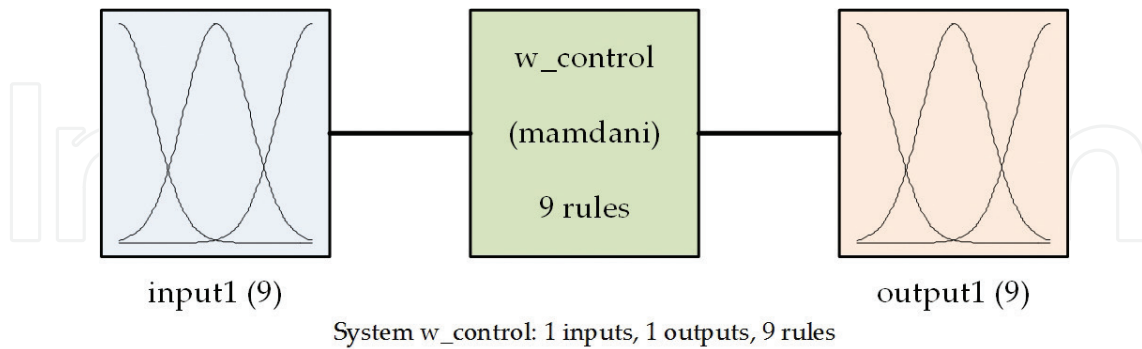 w_control
(mamdani)
9 rules
input1 (9)
output1 (9)
System w_control: 1 inputs, 1 outputs, 9 rules